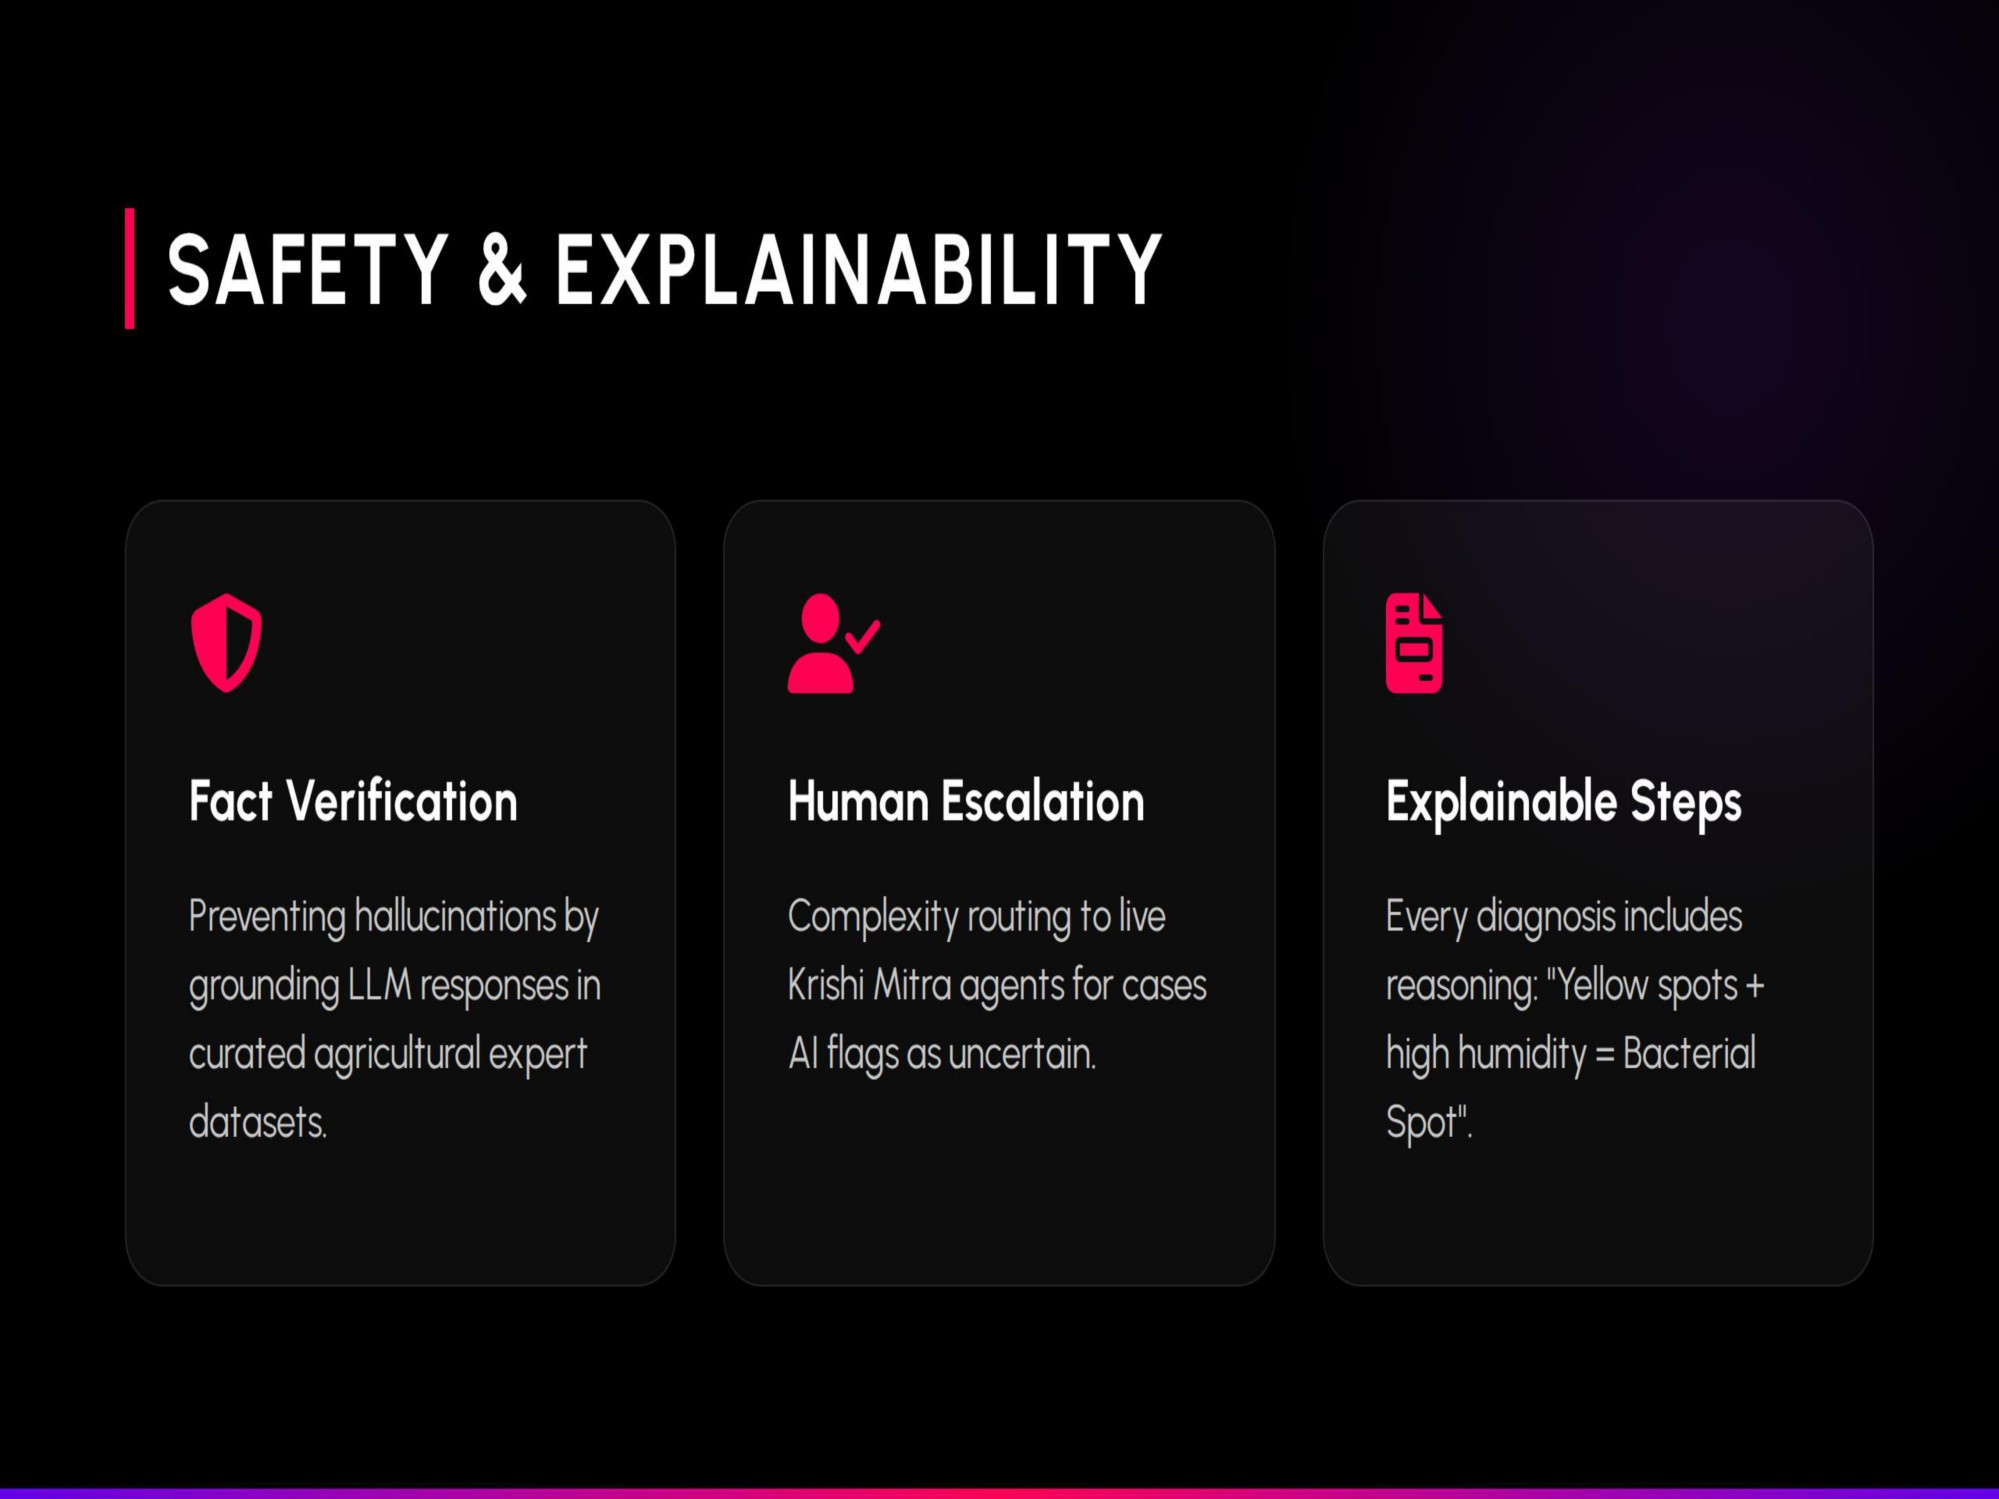 SAFETY & EXPLAINABILITY
Fact Verification
Preventing hallucinations by
grounding LLM responses in
curated agricultural expert
datasets.
Human Escalation
Complexity routing to live
Krishi Mitra agents for cases
AI flags as uncertain.
Explainable Steps
Every diagnosis includes
reasoning: "Yellow spots +
high humidity = Bacterial
Spot".